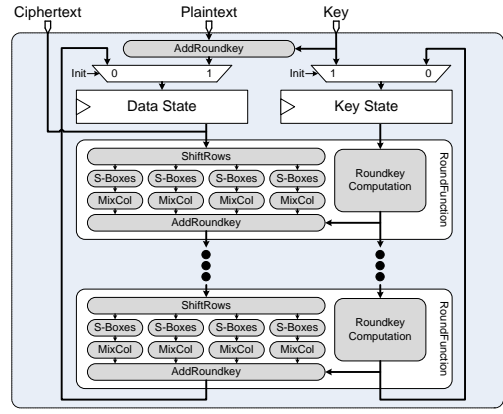 Ciphertext Plaintext Key
AddRoundkey
Init 0 1 Init 1 0
Data State Key State
ShiftRows
S-Boxes S-Boxes S-Boxes S-Boxes
MixCol MixCol MixCol MixCol
AddRoundkey
Roundkey
Computation
RoundFunction
ShiftRows
S-Boxes S-Boxes S-Boxes S-Boxes
MixCol MixCol MixCol MixCol
AddRoundkey
Roundkey
Computation
RoundFunction